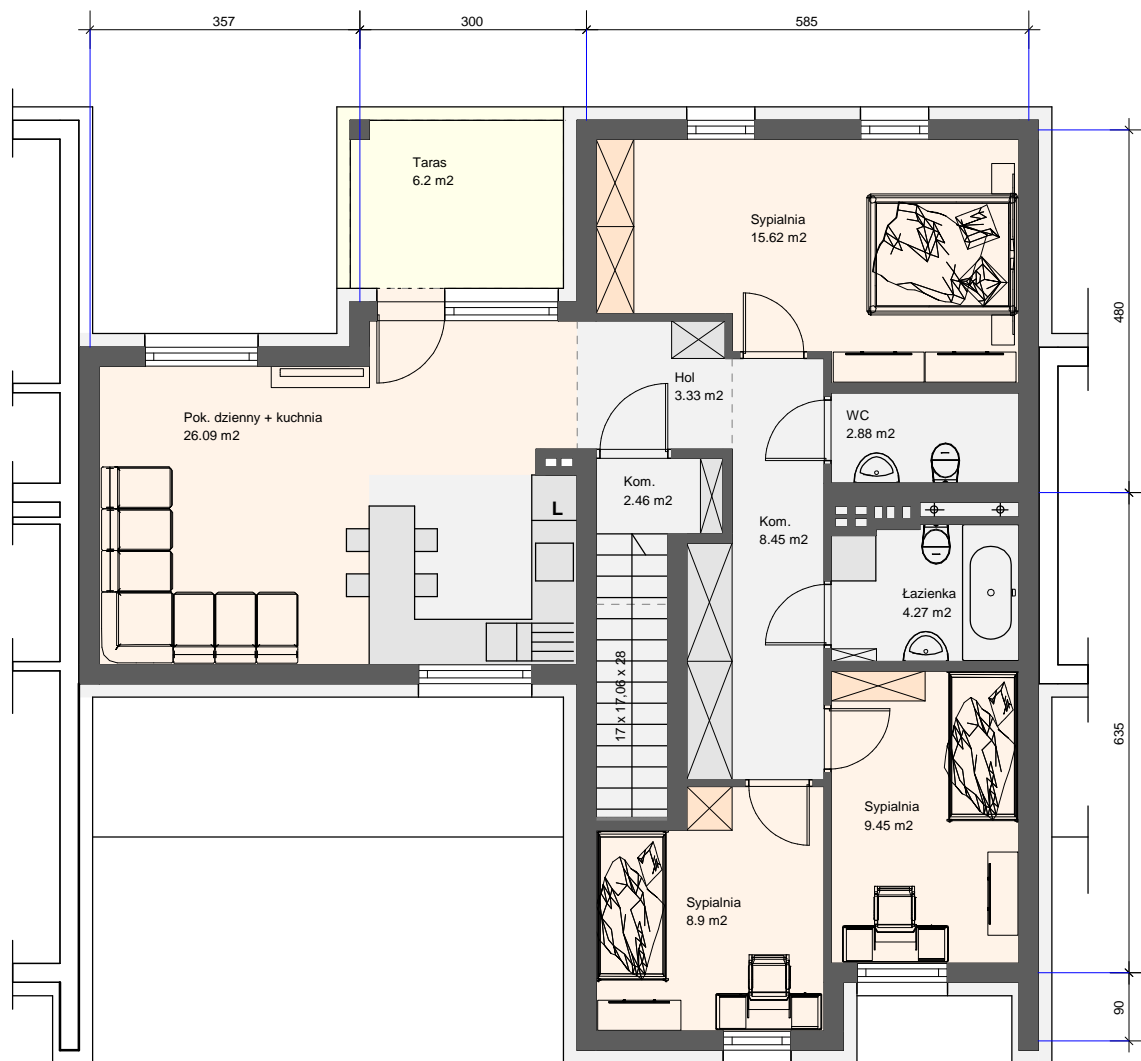 357
300
585
Taras
6.2 m2
Sypialnia
15.62 m2
480
Hol
3.33 m2
Pok. dzienny + kuchnia
26.09 m2
WC
2.88 m2
Kom.
2.46 m2
L
Kom.
8.45 m2
Łazienka
4.27 m2
17 x 17,06 x 28
635
Sypialnia
9.45 m2
Sypialnia
8.9 m2
90